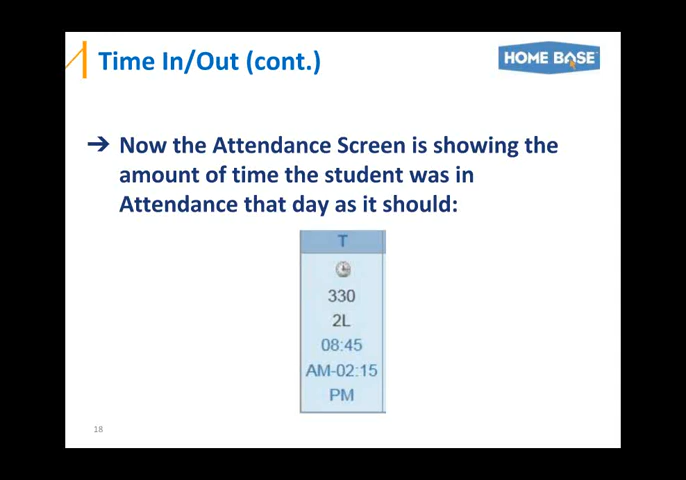 Time In/Out (cont.)
HOME BASE
➔ Now the Attendance Screen is showing the
amount of time the student was in
Attendance that day as it should:
T
330
2L
08:45
AM-02:15
PM
18